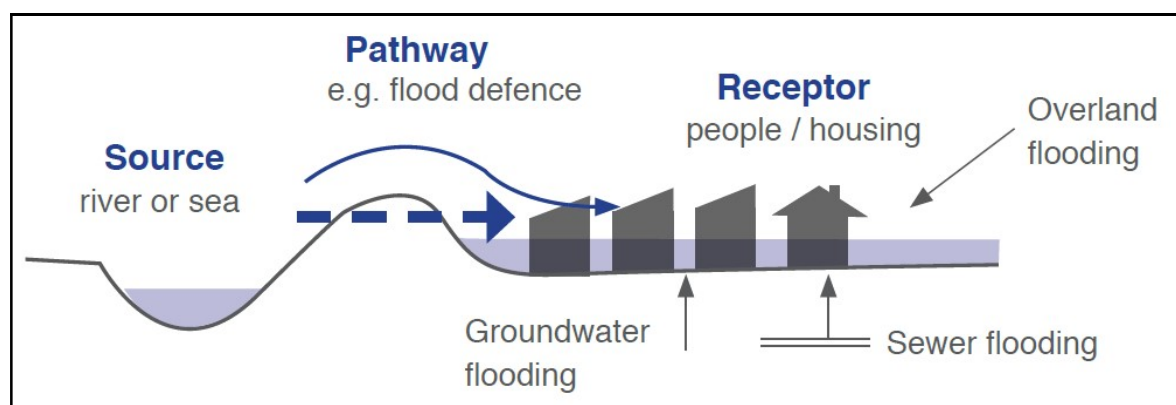 Pathway
e.g. flood defence
Receptor
people / housing
Overland
flooding
Source
river or sea
Groundwater
flooding
Sewer flooding